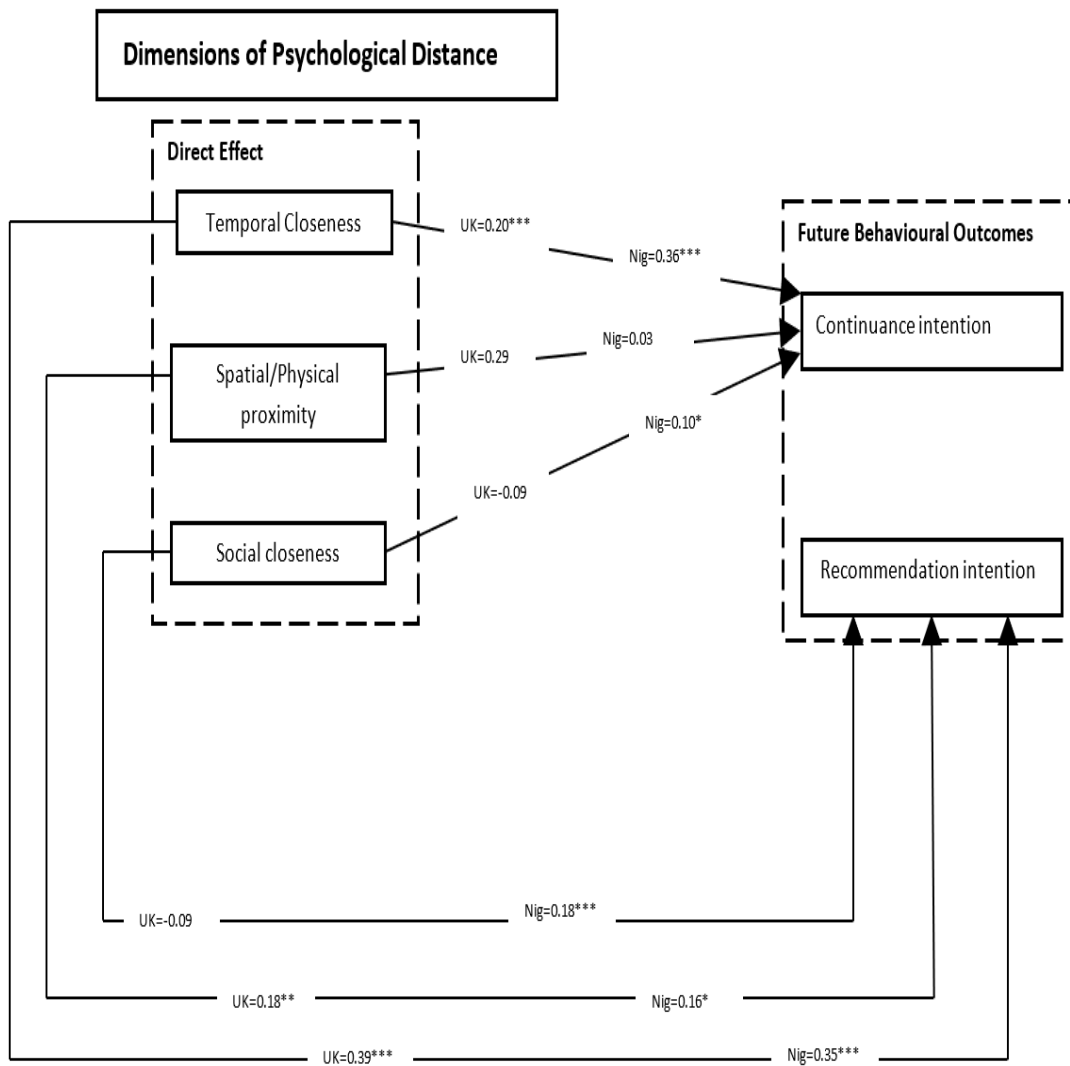 Dimensions of Psychological Distance
Direct Effect
Temporal Closeness
UK=0.20***
Nig=0.36***
Future Behavioural Outcomes
Continuance intention
Spatial/Physical
proximity
UK=0.29
Nig=0.03
Nig=0.10*
UK=-0.09
Social closeness
Recommendation intention
UK=-0.09
Nig=0.18***
UK=0.18**
Nig=0.16*
UK=0.39***
Nig=0.35***